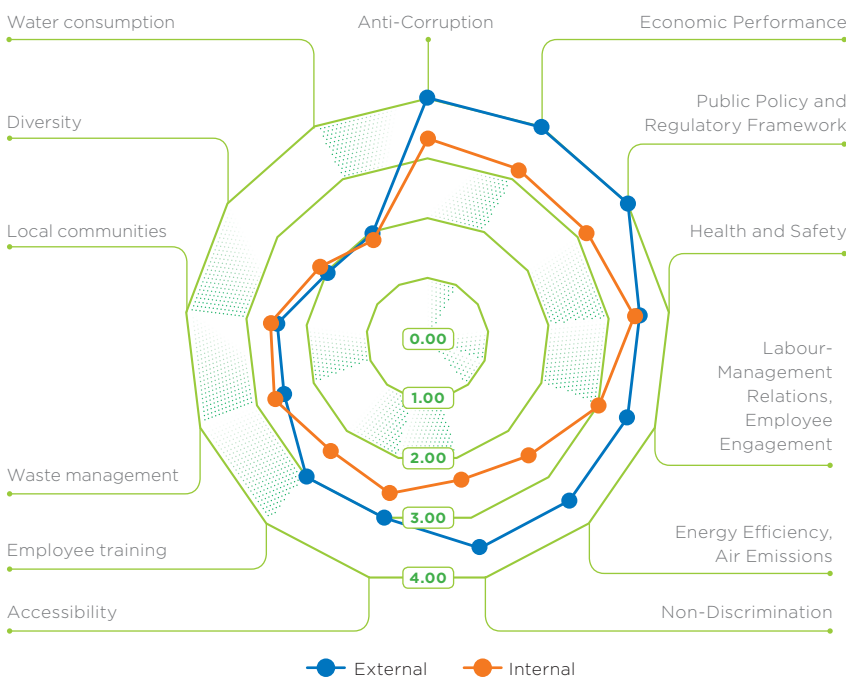 Water consumption
Anti-Corruption
Economic Performance
Diversity
Public Policy and
Regulatory Framework
Local communities
Health and Safety
0.00
Labour-
Management
Relations,
Employee
Engagement
1.00
2.00
Waste management
3.00
Energy Efficiency,
Air Emissions
Employee training
4.00
Accessibility
Non-Discrimination
External
Internal